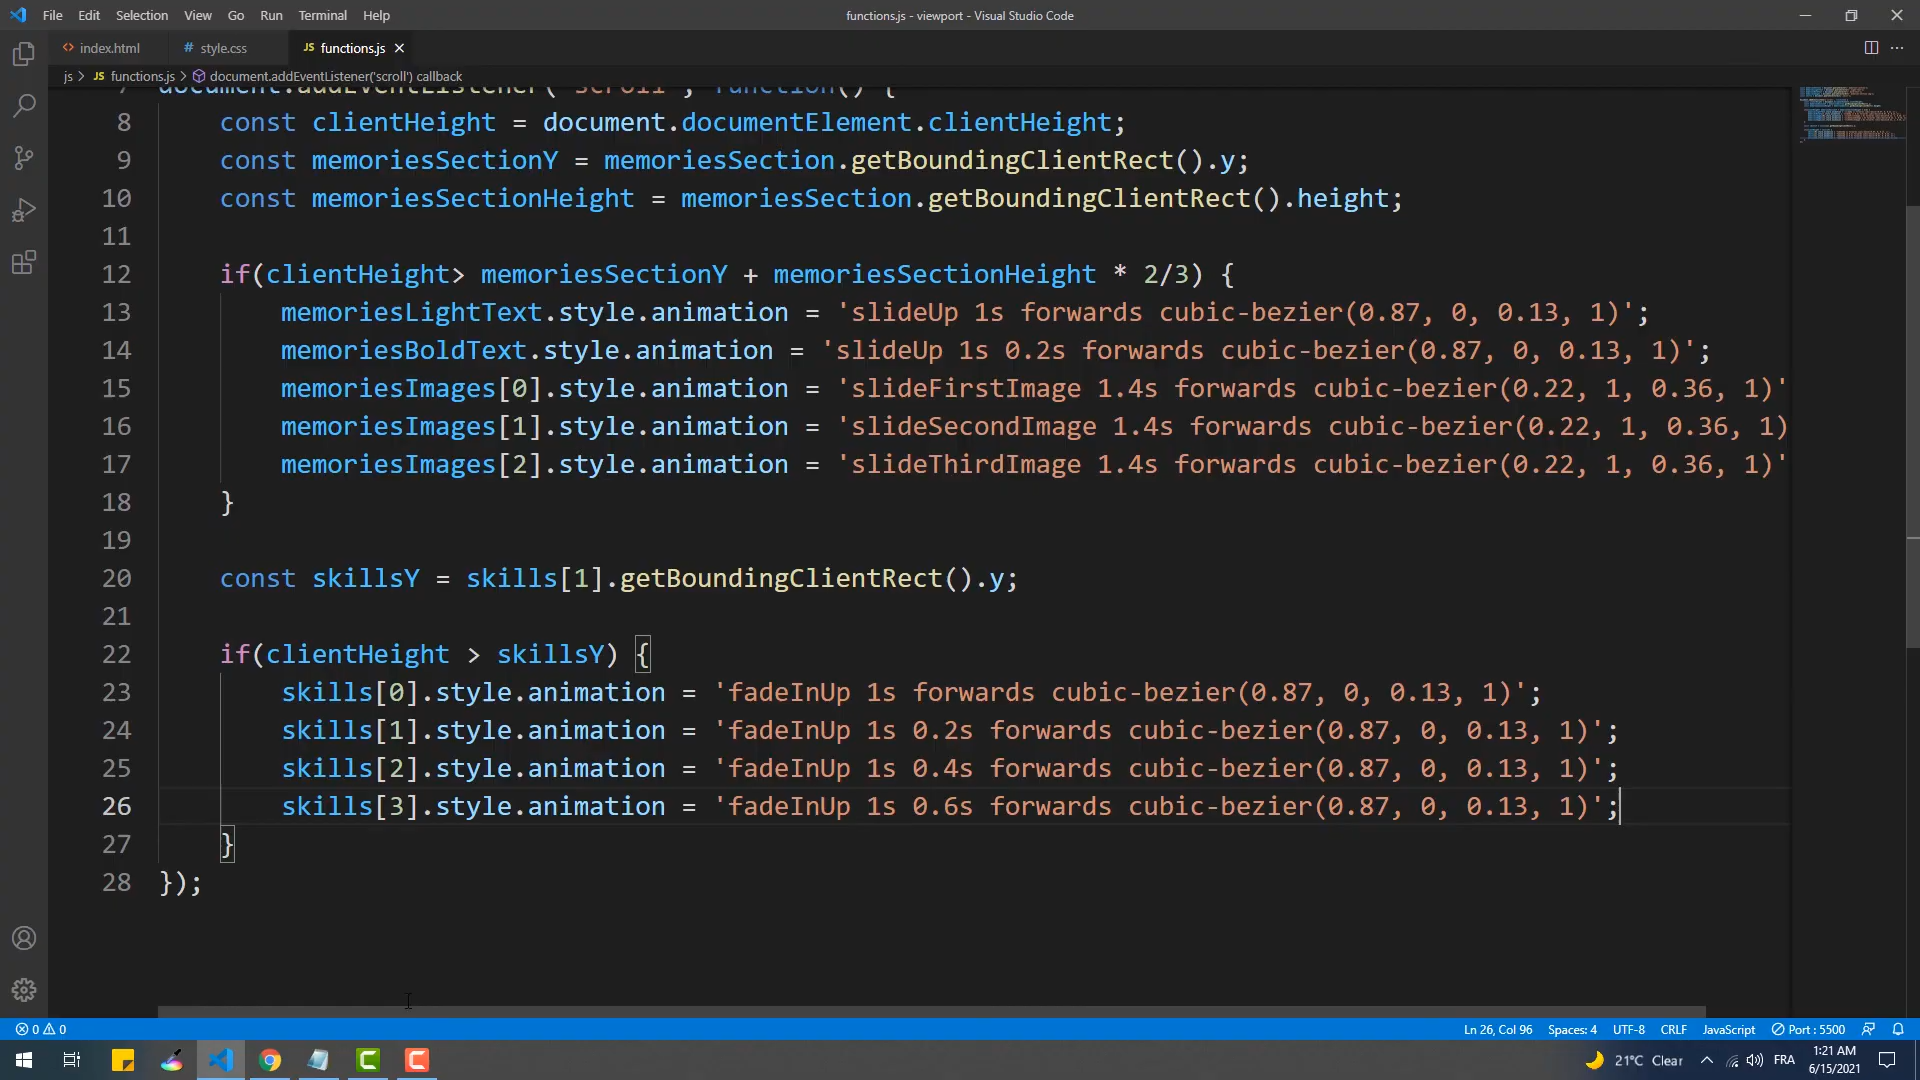 File Edit Selection View Go Run Terminal Help
functions.js - viewport - Visual Studio Code
index.html
# style.css
JS functions.js
js > JS functions.js > document.addEventListener('scroll') callback
7 document.addEventListener('scroll', function() {
8 const clientHeight = document.documentElement.clientHeight;
9 const memoriesSectionY = memoriesSection.getBoundingClientRect().y;
10 const memoriesSectionHeight = memoriesSection.getBoundingClientRect().height;
11
12 if(clientHeight> memoriesSectionY + memoriesSectionHeight * 2/3) {
13 memoriesLightText.style.animation = 'slideUp 1s forwards cubic-bezier(0.87, 0, 0.13, 1)';
14 memoriesBoldText.style.animation = 'slideUp 1s 0.2s forwards cubic-bezier(0.87, 0, 0.13, 1)';
15 memoriesImages[0].style.animation = 'slideFirstImage 1.4s forwards cubic-bezier(0.22, 1, 0.36, 1)'
16 memoriesImages[1].style.animation = 'slideSecondImage 1.4s forwards cubic-bezier(0.22, 1, 0.36, 1)
17 memoriesImages[2].style.animation = 'slideThirdImage 1.4s forwards cubic-bezier(0.22, 1, 0.36, 1)'
18 }
19
20 const skillsY = skills[1].getBoundingClientRect().y;
21
22 if(clientHeight > skillsY) {
23 skills[0].style.animation = 'fadeInUp 1s forwards cubic-bezier(0.87, 0, 0.13, 1)';
24 skills[1].style.animation = 'fadeInUp 1s 0.2s forwards cubic-bezier(0.87, 0, 0.13, 1)';
25 skills[2].style.animation = 'fadeInUp 1s 0.4s forwards cubic-bezier(0.87, 0, 0.13, 1)';
26 skills[3].style.animation = 'fadeInUp 1s 0.6s forwards cubic-bezier(0.87, 0, 0.13, 1)';
27 }
28 });
0 0
Ln 26, Col 96 Spaces: 4 UTF-8 CRLF JavaScript Port : 5500
21°C Clear
FRA
1:21 AM
6/15/2021